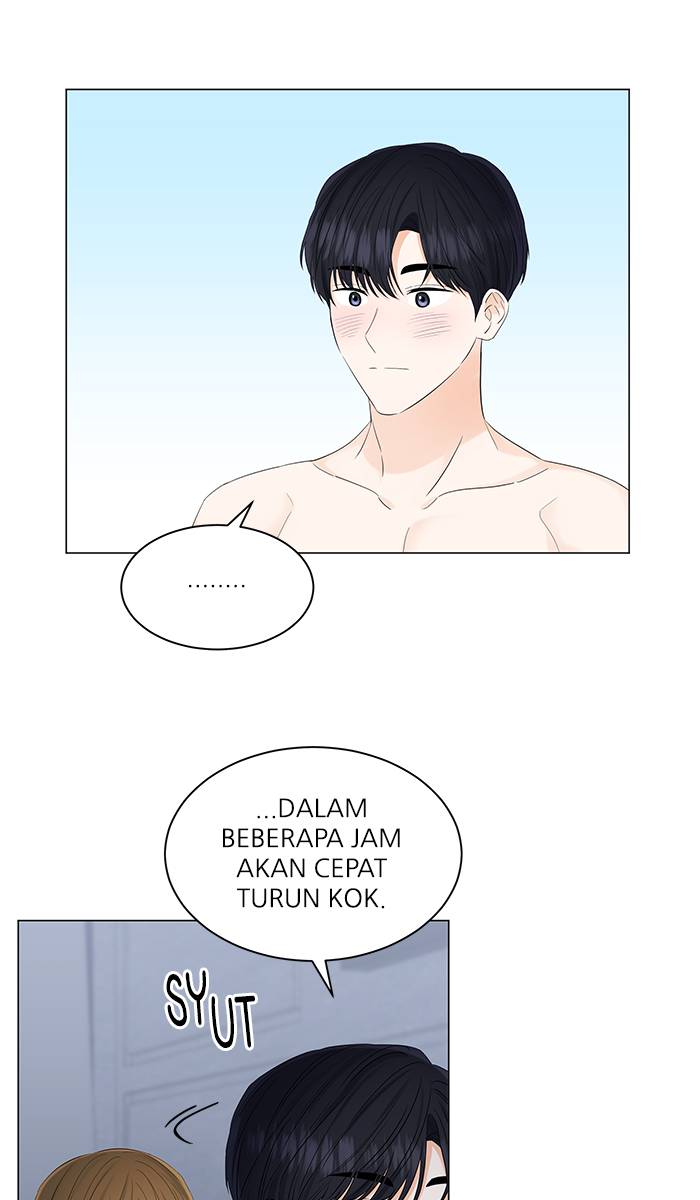 ........
...DALAM
BEBERAPA JAM
AKAN CEPAT
TURUN KOK.
SYUT